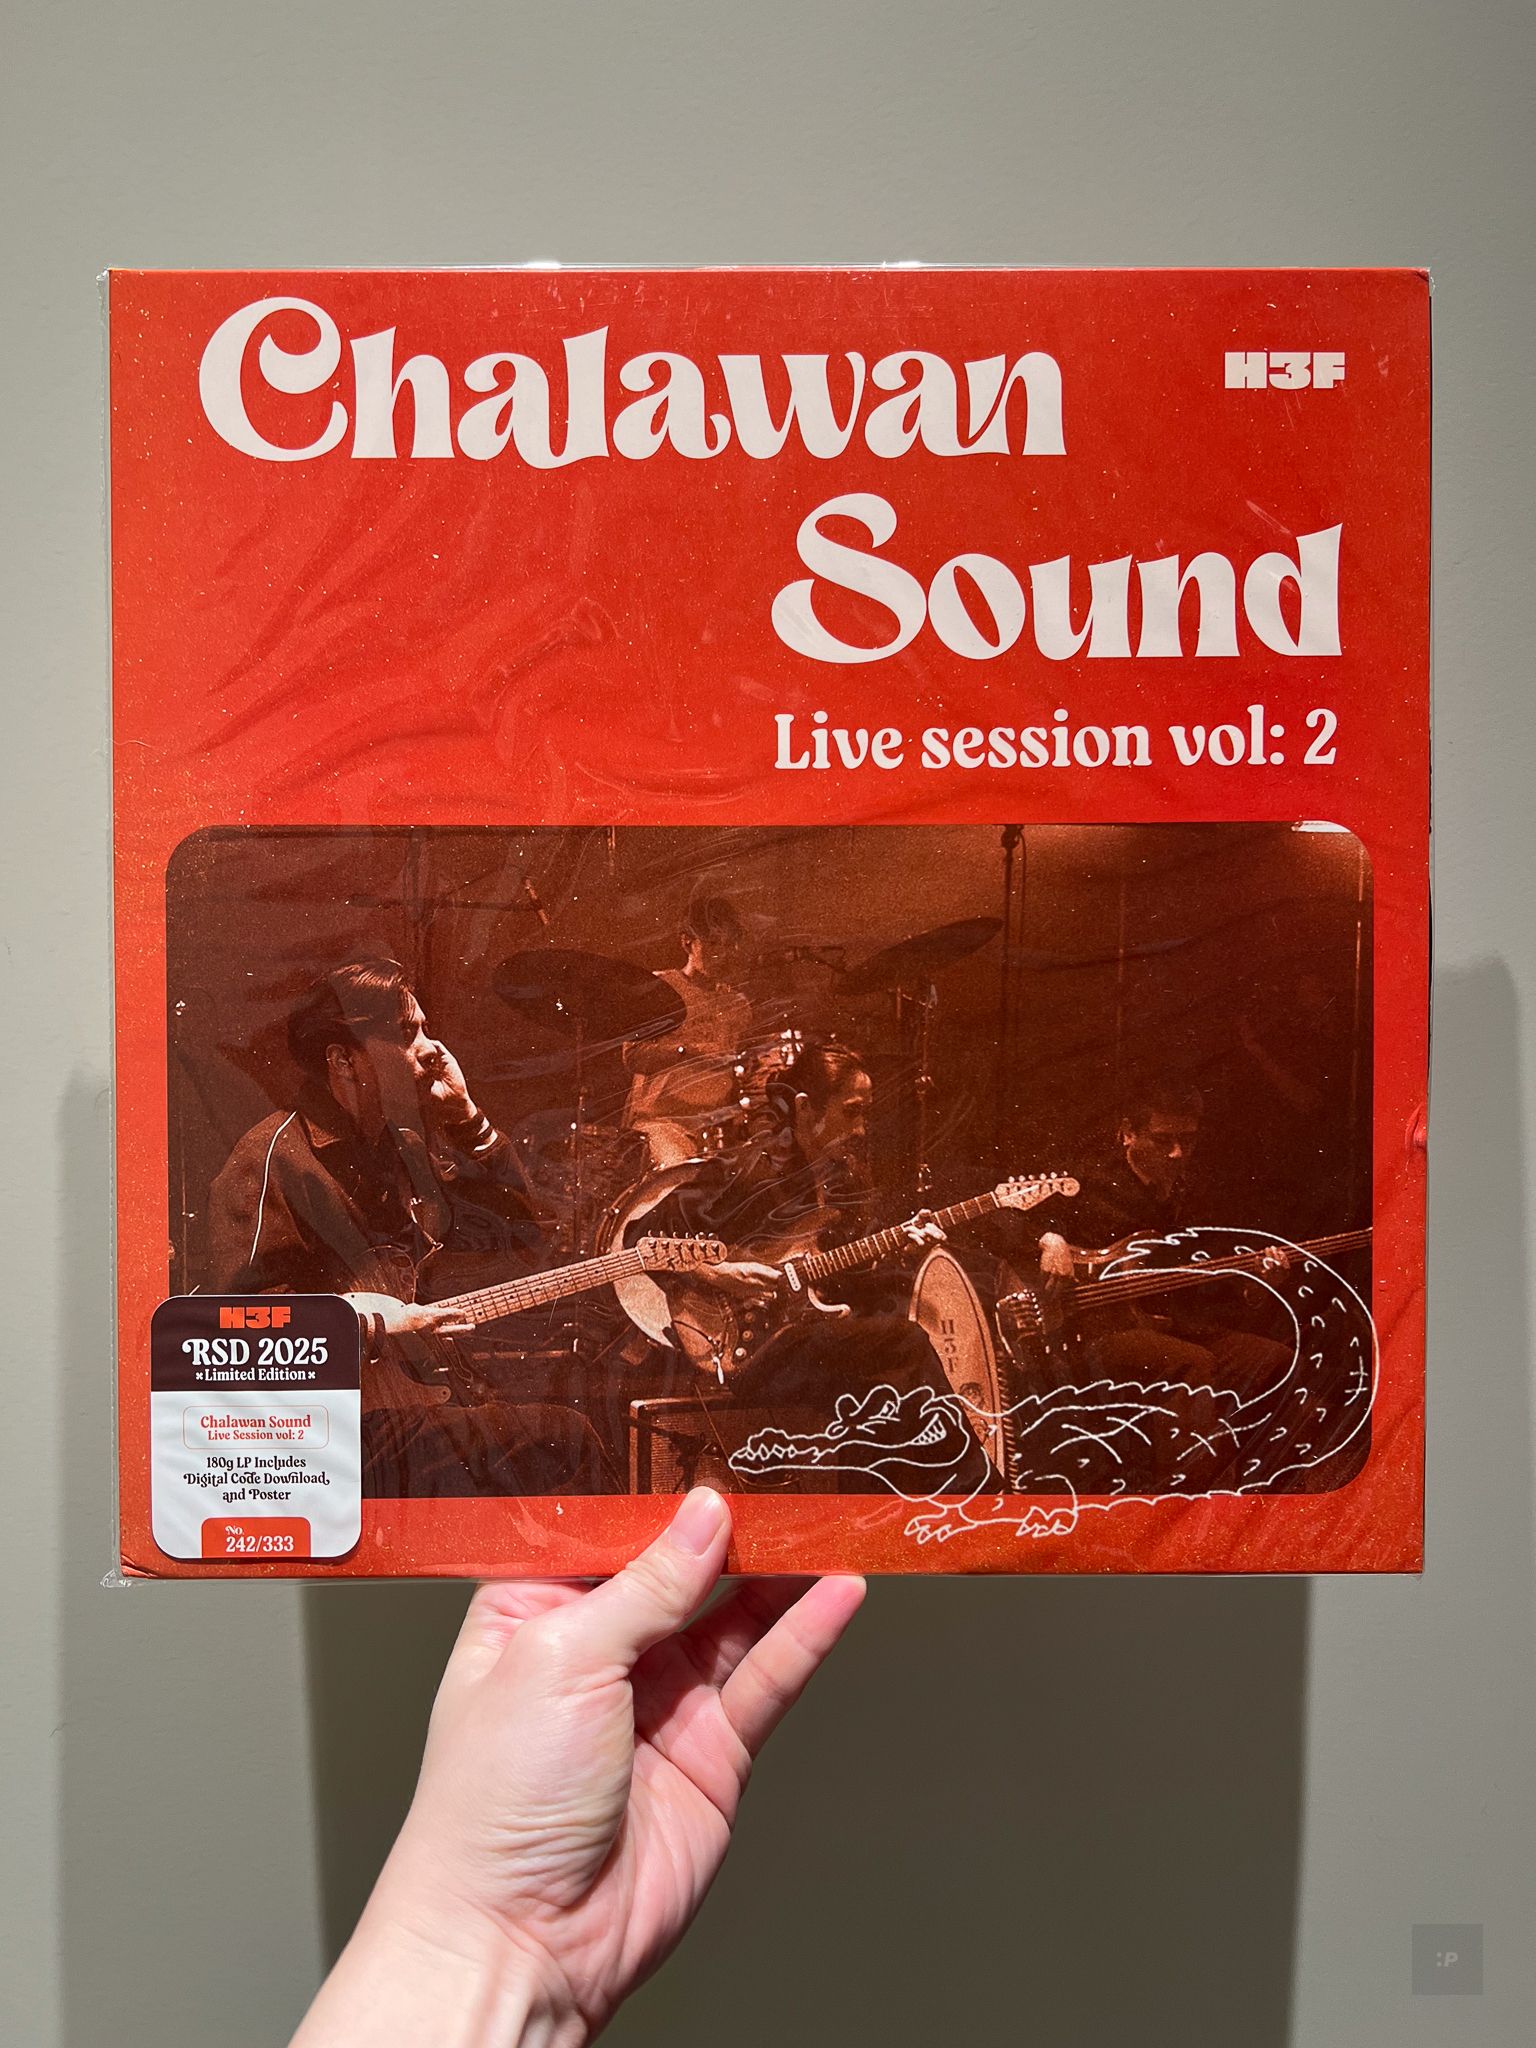 Chalawan
H3F
Sound
Live session vol: 2
H
3
F
H3F
RSD 2025
×Limited Edition×
Chalawan Sound
Live Session vol: 2
180g LP Includes
Digital Code Download,
and Poster
No.
242/333
:P